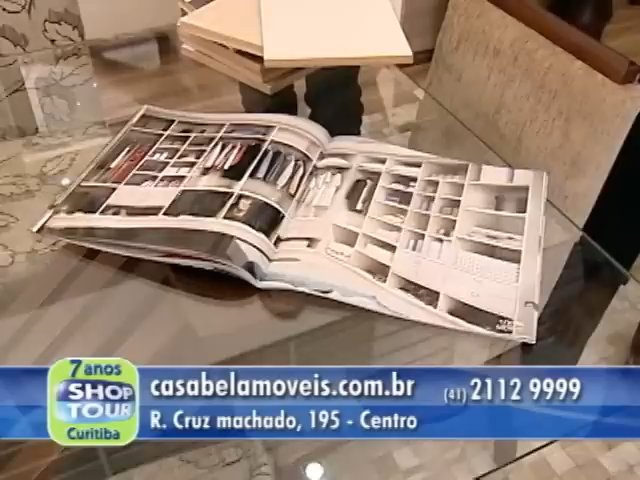 7 anos
SHOP
TOUR
Curitiba
casabelamoveis.com.br (41) 2112 9999
R. Cruz machado, 195 - Centro